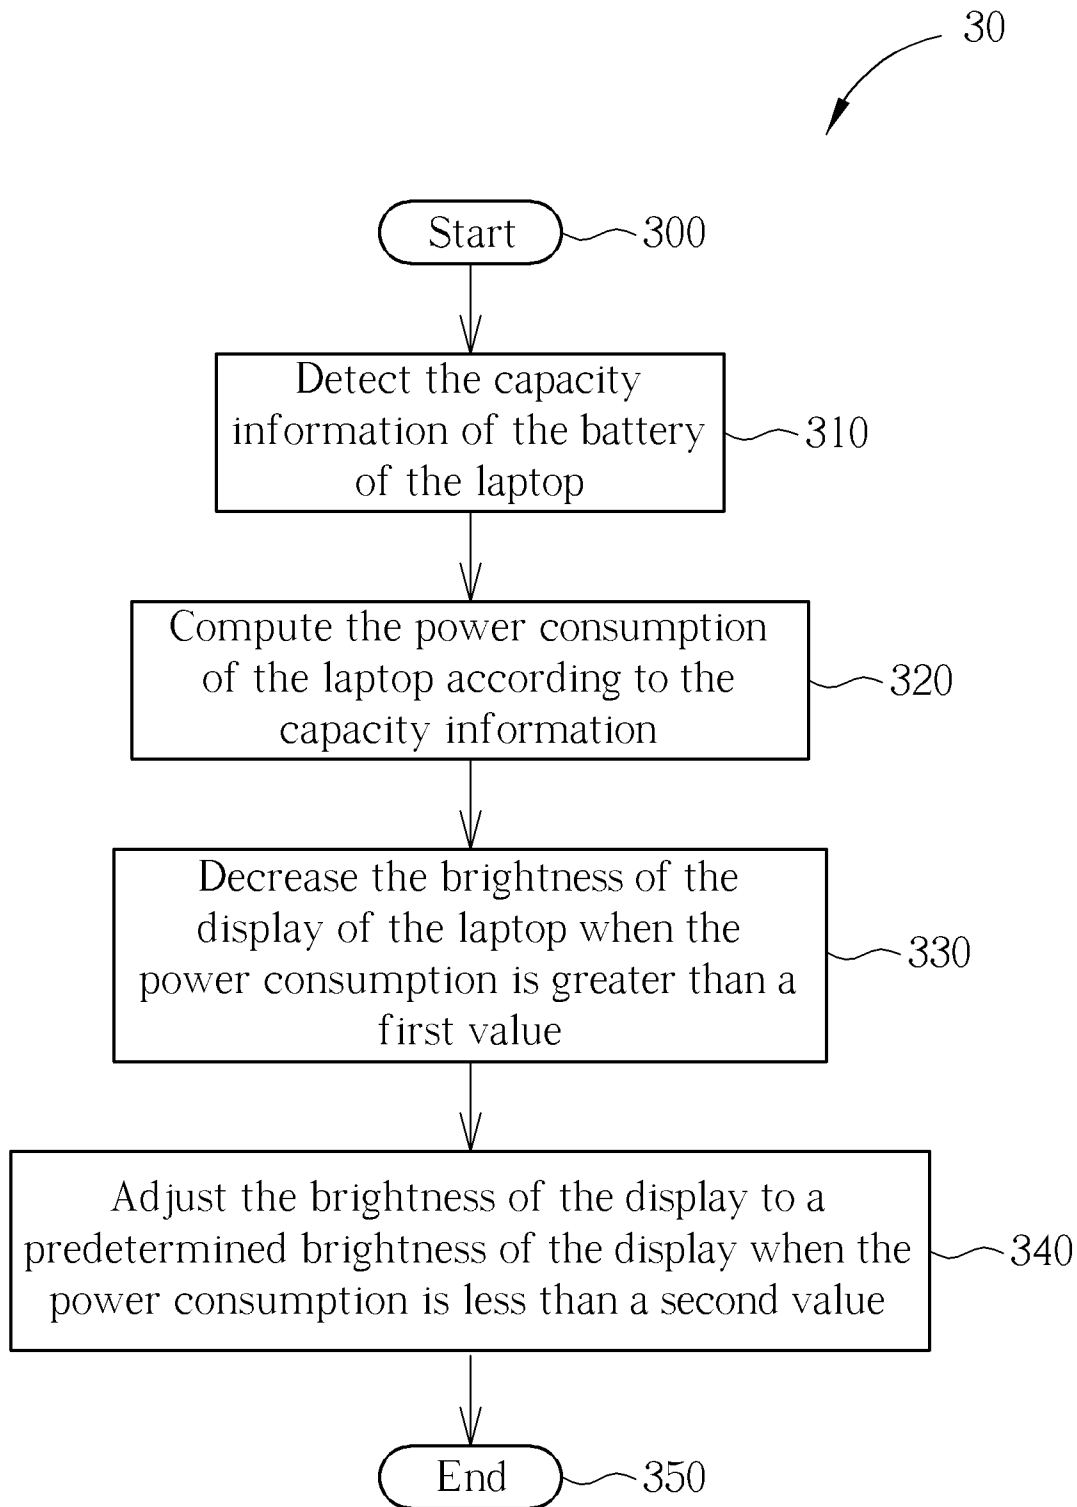 30
Start
300
Detect the capacity
information of the battery
of the laptop
310
Compute the power consumption
of the laptop according to the
capacity information
320
Decrease the brightness of the
display of the laptop when the
power consumption is greater than a
first value
330
Adjust the brightness of the display to a
predetermined brightness of the display when the
power consumption is less than a second value
340
End
350